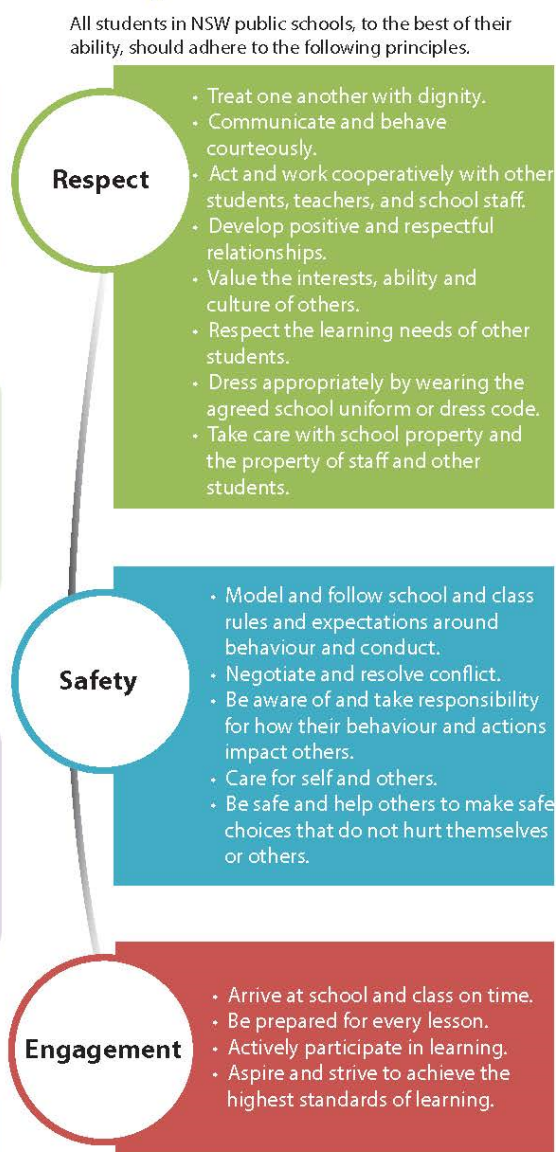 All students in NSW public schools, to the best of their
ability, should adhere to the following principles.
Respect
• Treat one another with dignity.
• Communicate and behave
courteously.
• Act and work cooperatively with other
students, teachers, and school staff.
• Develop positive and respectful
relationships.
• Value the interests, ability and
culture of others.
• Respect the learning needs of other
students.
• Dress appropriately by wearing the
agreed school uniform or dress code.
• Take care with school property and
the property of staff and other
students.
Safety
• Model and follow school and class
rules and expectations around
behaviour and conduct.
• Negotiate and resolve conflict.
• Be aware of and take responsibility
for how their behaviour and actions
impact others.
• Care for self and others.
• Be safe and help others to make safe
choices that do not hurt themselves
or others.
Engagement
• Arrive at school and class on time.
• Be prepared for every lesson.
• Actively participate in learning.
• Aspire and strive to achieve the
highest standards of learning.